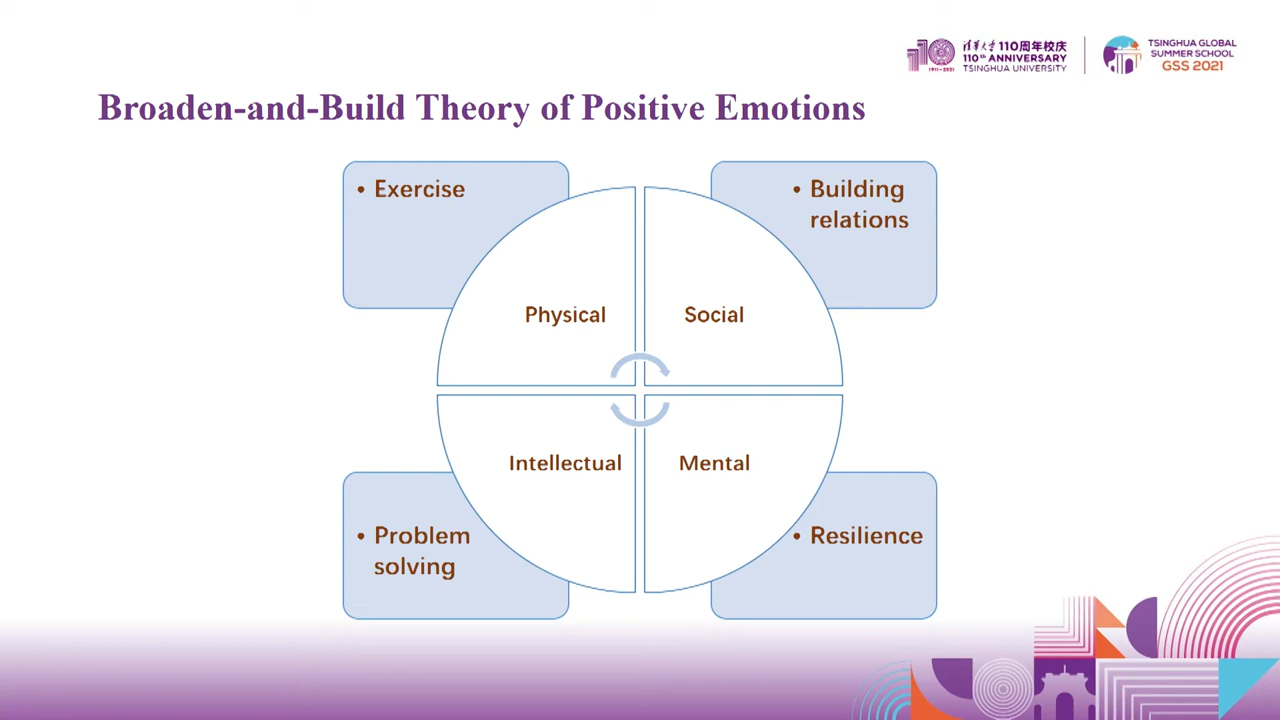 清华大学 110周年校庆
110th ANNIVERSARY
TSINGHUA UNIVERSITY
1911-2021
TSINGHUA GLOBAL
SUMMER SCHOOL
GSS 2021
Broaden-and-Build Theory of Positive Emotions
• Exercise
• Building
relations
Physical
Social
Intellectual
Mental
• Problem
solving
• Resilience